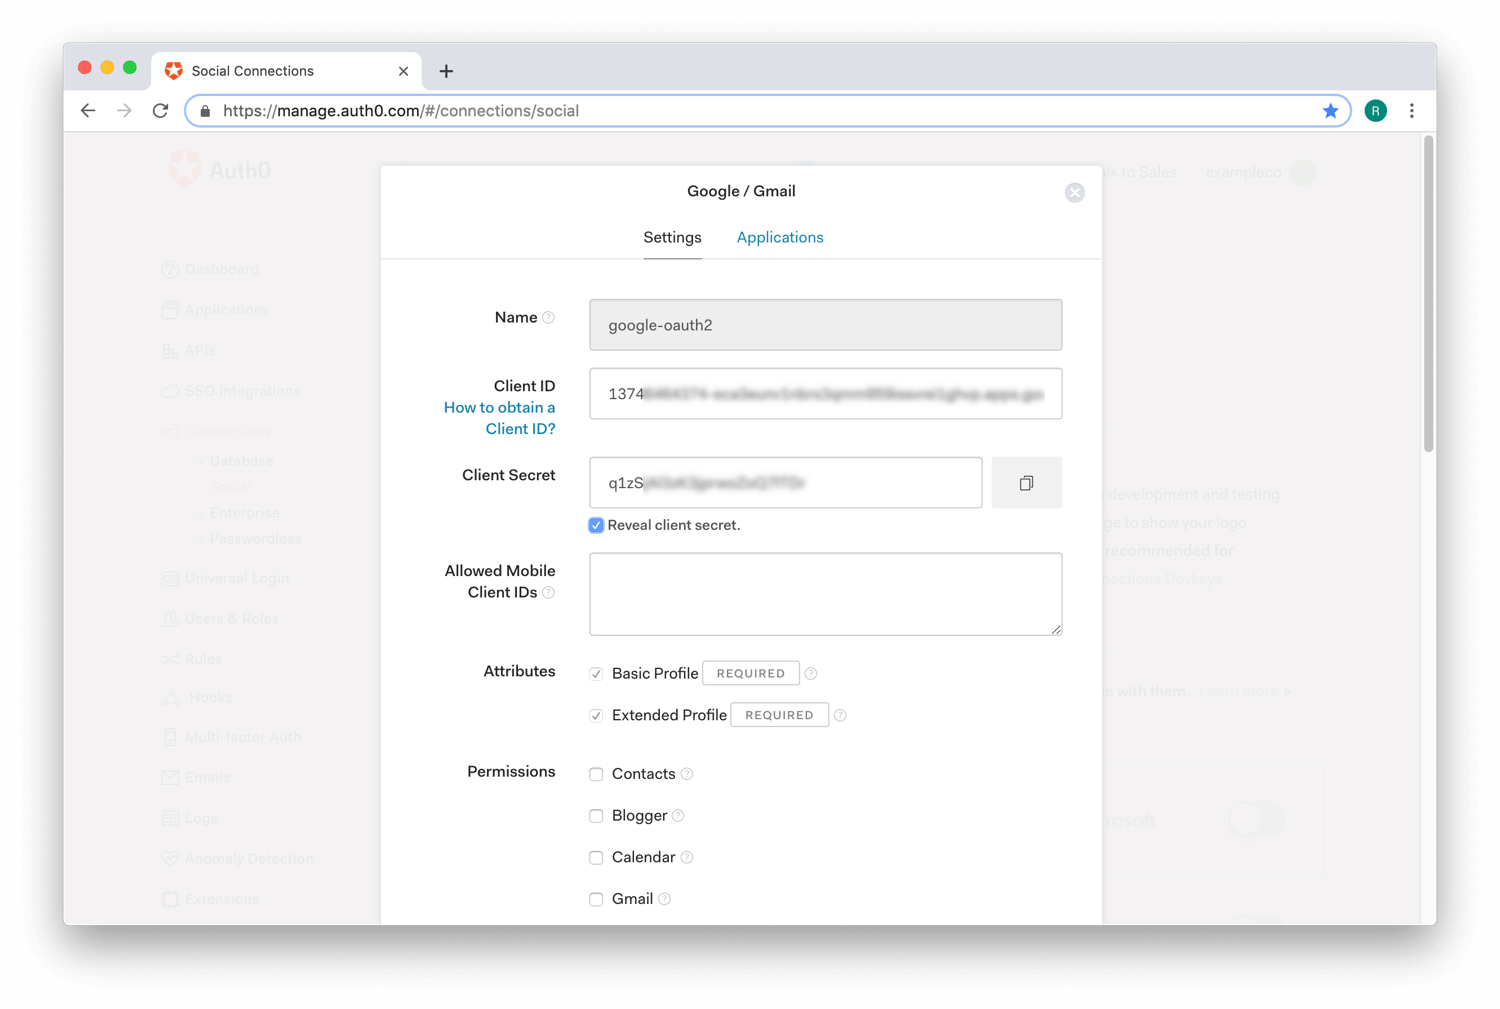 Social Connections
https://manage.auth0.com/#/connections/social
R
Auth0
lk to Sales
exampleco
Google / Gmail
Settings
Applications
Dashboard
Applications
APIs
SSO Integrations
Connections
Database
Social
Enterprise
Passwordless
Universal Login
Users & Roles
Rules
Hooks
Multi-factor Auth
Emails
Logs
Anomaly Detection
Extensions
Name
google-oauth2
Client ID
How to obtain a
Client ID?
1374
Client Secret
q1zS
Reveal client secret.
Allowed Mobile
Client IDs
Attributes
Basic Profile REQUIRED
Extended Profile REQUIRED
Permissions
Contacts
Blogger
Calendar
Gmail
development and testing.
ge to show your logo
recommended for
nnections Devkeys
n with them. Learn more
rosoft